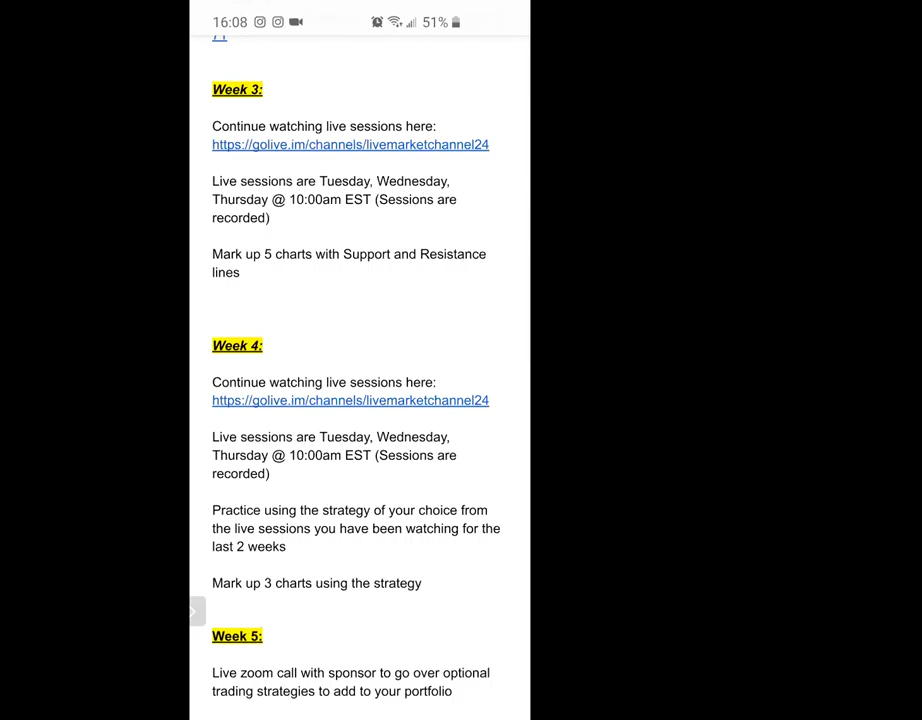 16:08 51%
Week 3:
Continue watching live sessions here:
https://golive.im/channels/livemarketchannel24
Live sessions are Tuesday, Wednesday,
Thursday @ 10:00am EST (Sessions are
recorded)
Mark up 5 charts with Support and Resistance
lines
Week 4:
Continue watching live sessions here:
https://golive.im/channels/livemarketchannel24
Live sessions are Tuesday, Wednesday,
Thursday @ 10:00am EST (Sessions are
recorded)
Practice using the strategy of your choice from
the live sessions you have been watching for the
last 2 weeks
Mark up 3 charts using the strategy
Week 5:
Live zoom call with sponsor to go over optional
trading strategies to add to your portfolio